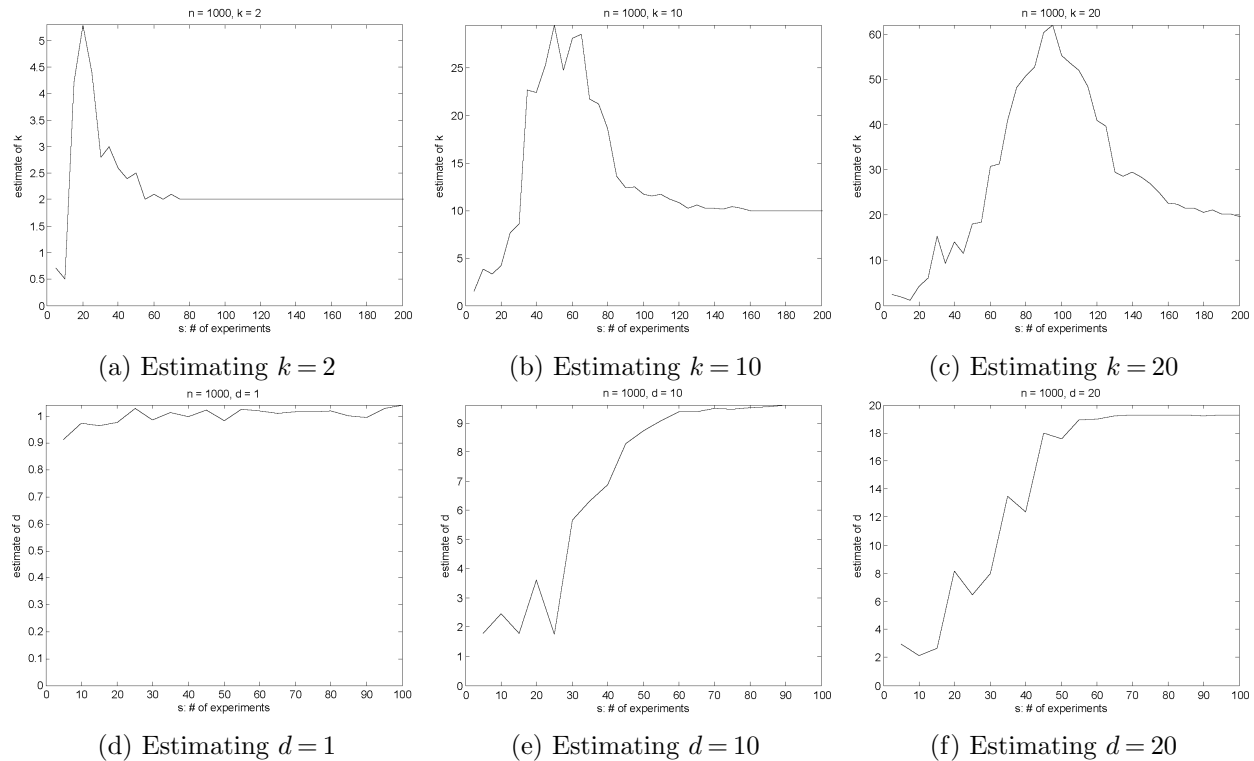 n = 1000, k = 2
5
4.5
4
3.5
3
2.5
2
1.5
1
0.5
0
estimate of k
0 20 40 60 80 100 120 140 160 180 200
s: # of experiments
(a) Estimating k = 2
n = 1000, k = 10
25
20
15
10
5
0
estimate of k
0 20 40 60 80 100 120 140 160 180 200
s: # of experiments
(b) Estimating k = 10
n = 1000, k = 20
60
50
40
30
20
10
0
estimate of k
0 20 40 60 80 100 120 140 160 180 200
s: # of experiments
(c) Estimating k = 20
n = 1000, d = 1
1
0.9
0.8
0.7
0.6
0.5
0.4
0.3
0.2
0.1
0
estimate of d
0 10 20 30 40 50 60 70 80 90 100
s: # of experiments
(d) Estimating d = 1
n = 1000, d = 10
9
8
7
6
5
4
3
2
1
0
estimate of d
0 10 20 30 40 50 60 70 80 90 100
s: # of experiments
(e) Estimating d = 10
n = 1000, d = 20
20
18
16
14
12
10
8
6
4
2
0
estimate of d
0 10 20 30 40 50 60 70 80 90 100
s: # of experiments
(f) Estimating d = 20